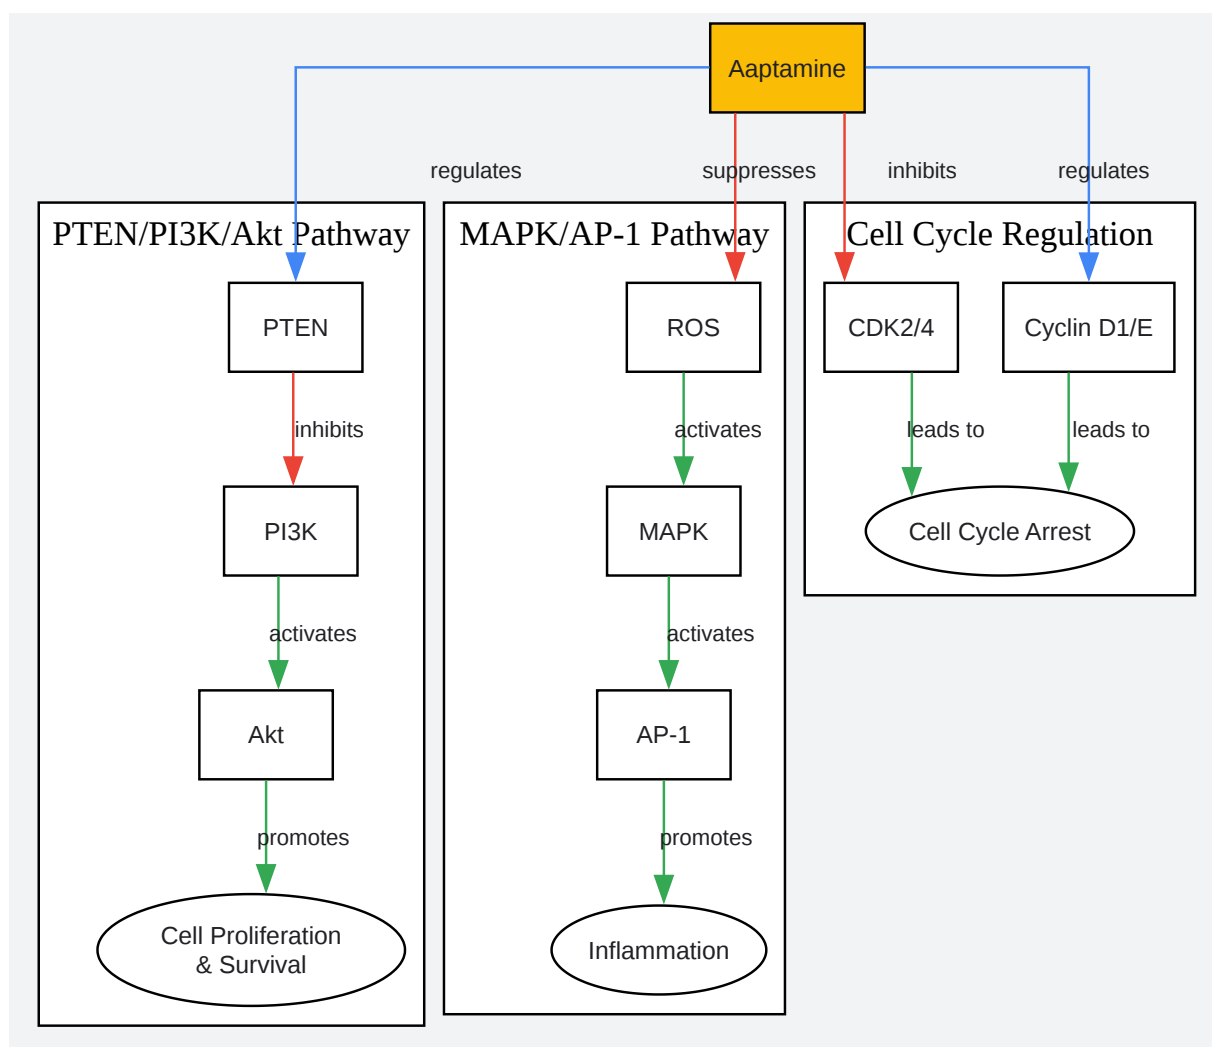 Aaptamine
regulates
suppresses
inhibits
regulates
PTEN/PI3K/Akt Pathway
MAPK/AP-1 Pathway
Cell Cycle Regulation
PTEN
ROS
CDK2/4
Cyclin D1/E
inhibits
activates
leads to
leads to
PI3K
MAPK
Cell Cycle Arrest
activates
activates
Akt
AP-1
promotes
promotes
Cell Proliferation
& Survival
Inflammation